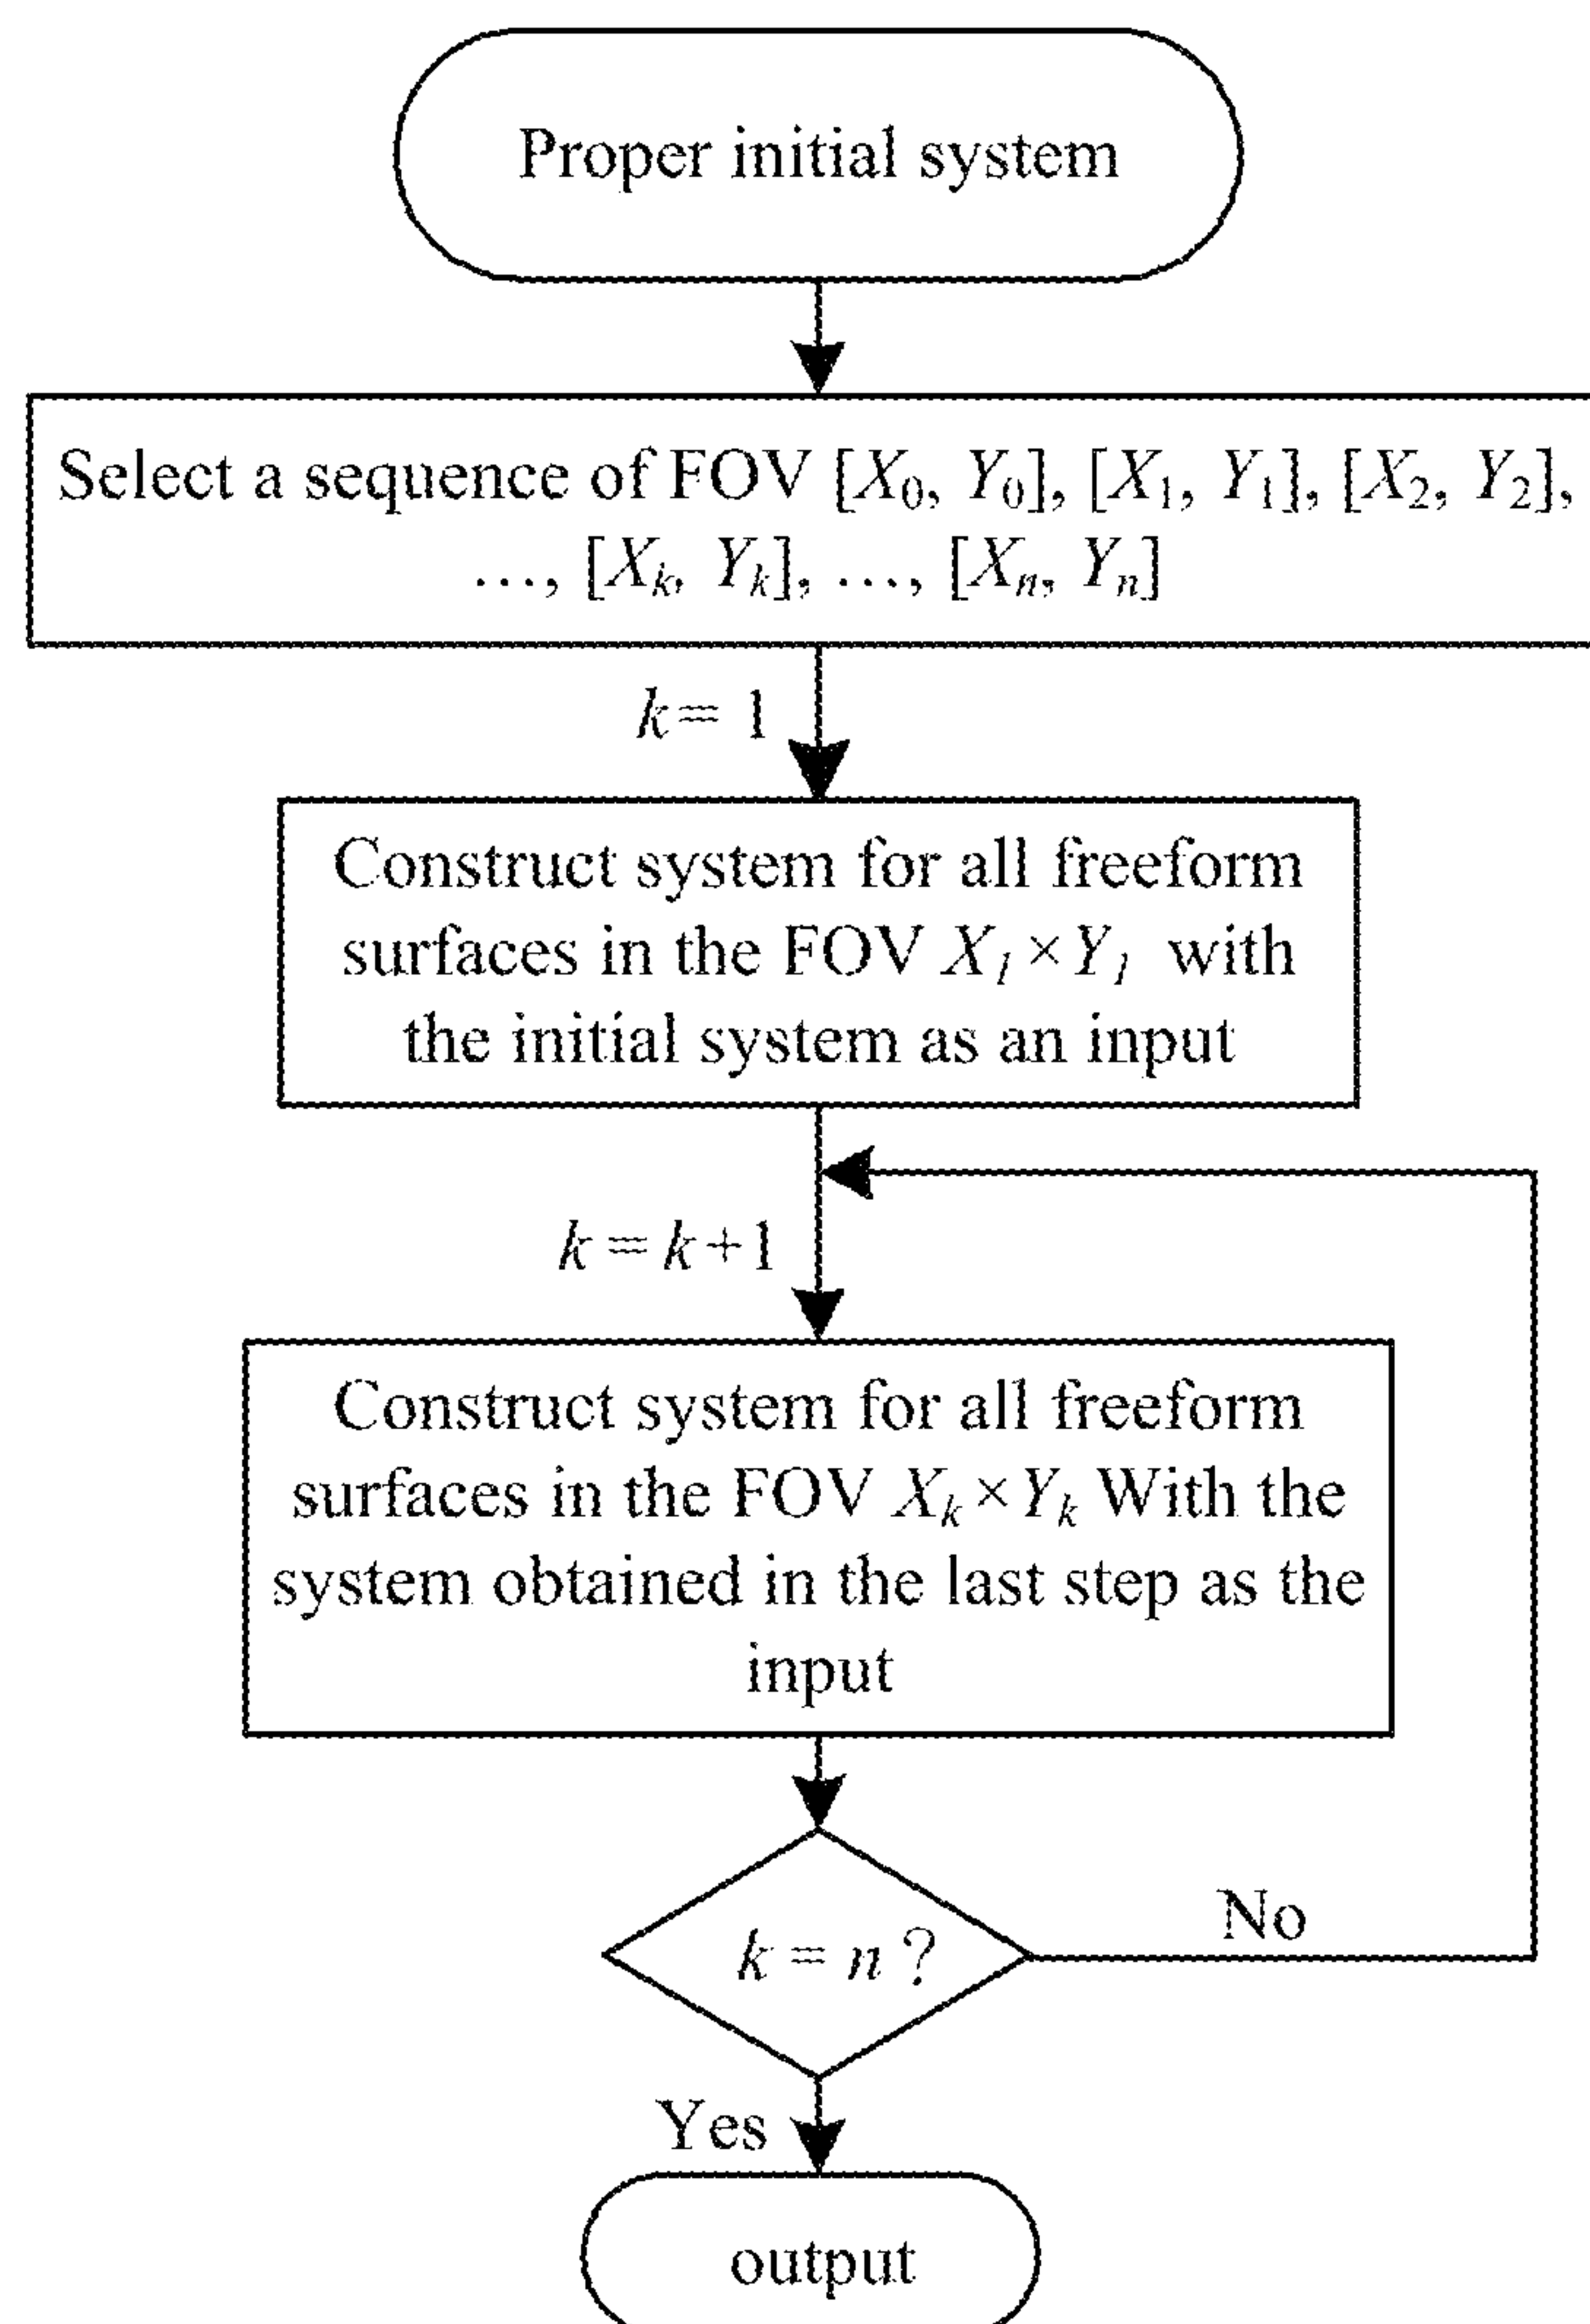 Proper initial system
Select a sequence of FOV [X₀, Y₀], [X₁, Y₁], [X₂, Y₂],
…, [Xₖ, Yₖ], …, [Xₙ, Yₙ]
k= 1
Construct system for all freeform
surfaces in the FOV X₁×Y₁ with
the initial system as an input
k=k+1
Construct system for all freeform
surfaces in the FOV Xₖ×Yₖ With the
system obtained in the last step as the
input
k=n?
No
Yes
output